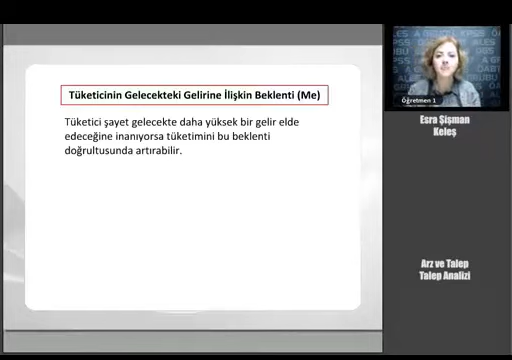 Tüketicinin Gelecekteki Gelirine İlişkin Beklenti (Me)
Tüketici şayet gelecekte daha yüksek bir gelir elde
edeceğine inanıyorsa tüketimini bu beklenti
doğrultusunda artırabilir.
Öğretmen 1
Esra Şişman
Keleş
Arz ve Talep
Talep Analizi